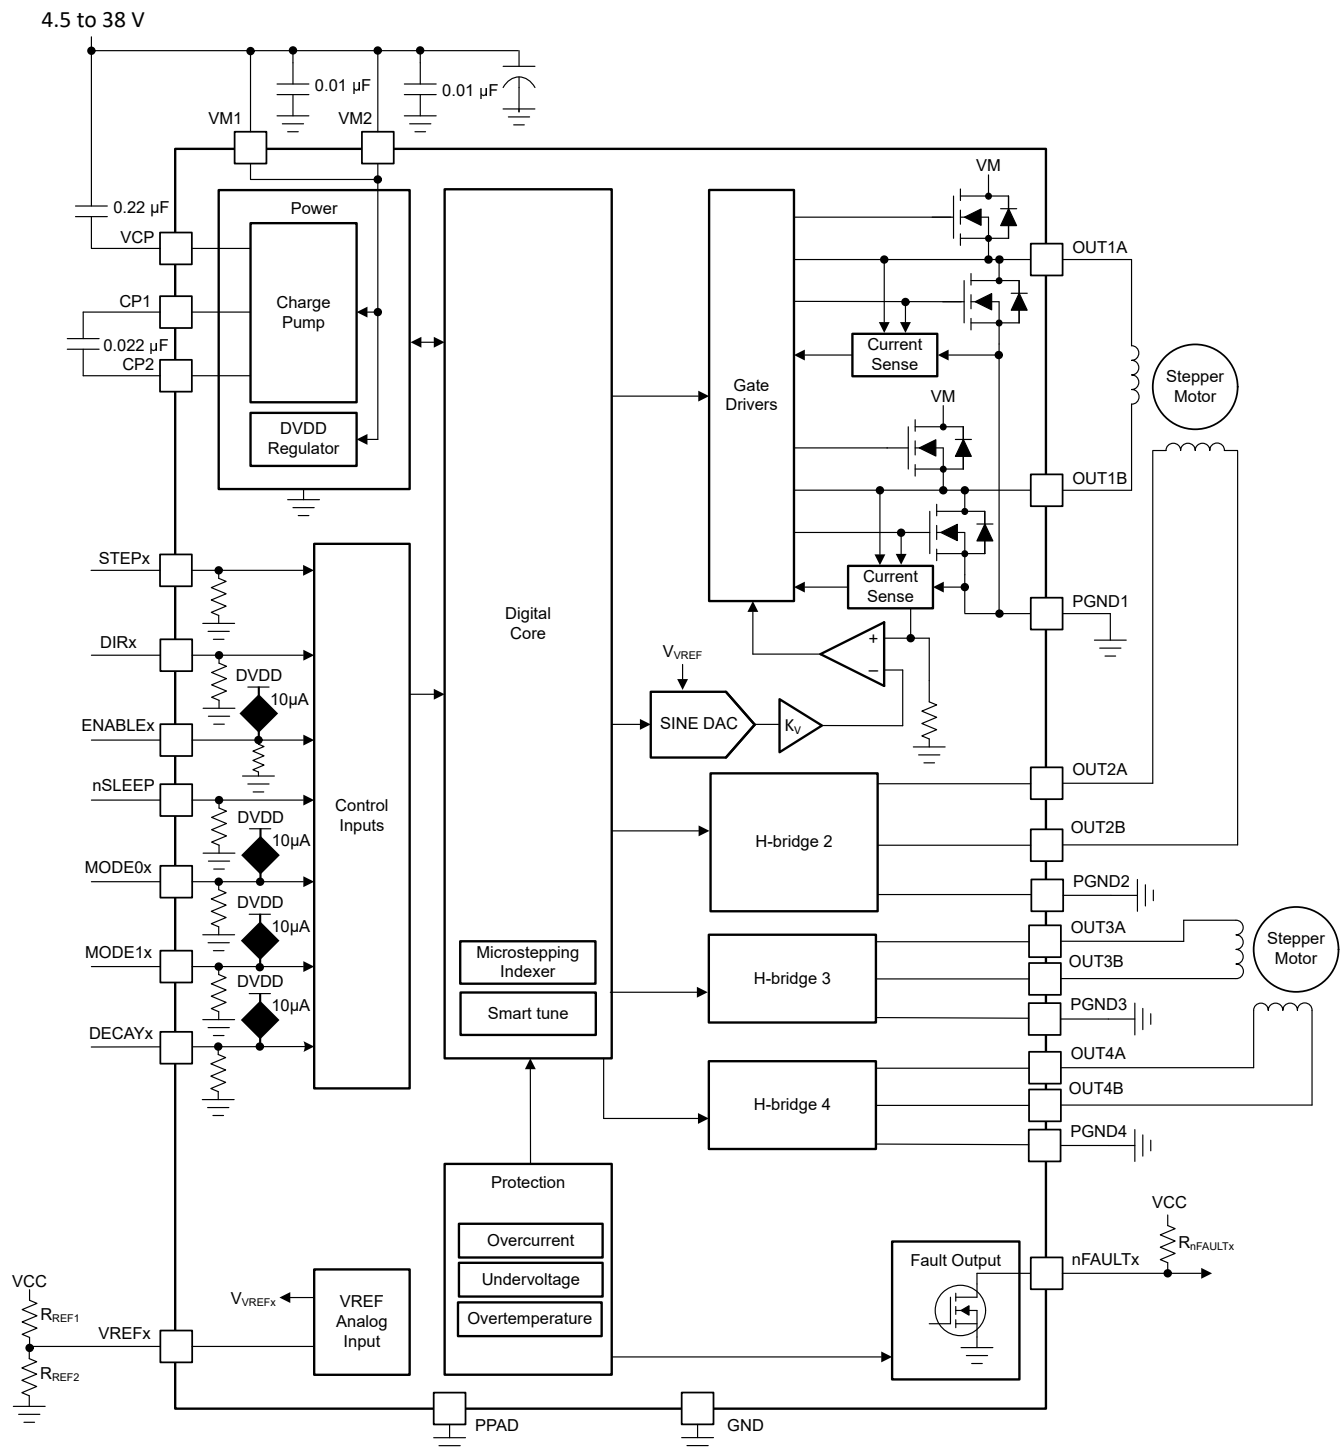 4.5 to 38 V
0.01 µF
0.01 µF
VM1
VM2
0.22 µF
VCP
CP1
0.022 µF
CP2
Power
Charge
Pump
DVDD
Regulator
VM
OUT1A
Current
Sense
Gate
Drivers
Stepper
Motor
VM
OUT1B
Current
Sense
PGND1
STEPx
DIRx
DVDD
10µA
ENABLEx
nSLEEP
DVDD
10µA
MODE0x
DVDD
10µA
MODE1x
DVDD
10µA
DECAYx
Control
Inputs
Digital
Core
+
–
VVREF
SINE DAC
KV
OUT2A
H-bridge 2
OUT2B
PGND2
Microstepping
Indexer
Smart tune
OUT3A
H-bridge 3
OUT3B
PGND3
Stepper
Motor
OUT4A
H-bridge 4
OUT4B
PGND4
Protection
Overcurrent
Undervoltage
Overtemperature
VCC
RnFAULTx
Fault Output
nFAULTx
VCC
RREF1
VREFx
RREF2
VVREFx
VREF
Analog
Input
PPAD
GND